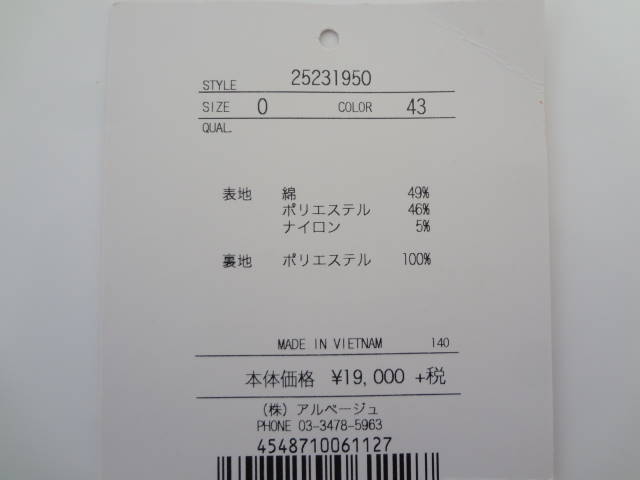 STYLE 25231950
SIZE 0 COLOR 43
QUAL.
表地 綿 49%
ポリエステル 46%
ナイロン 5%
裏地 ポリエステル 100%
MADE IN VIETNAM 140
本体価格 ¥19,000 +税
(株) アルページュ
PHONE 03-3478-5963
4548710061127